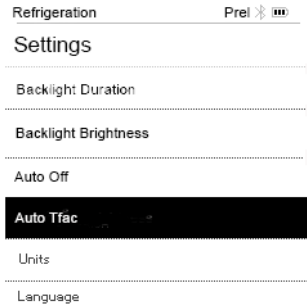 Refrigeration Prel
Settings
Backlight Duration
Backlight Brightness
Auto Off
Auto Tfac
Units
Language